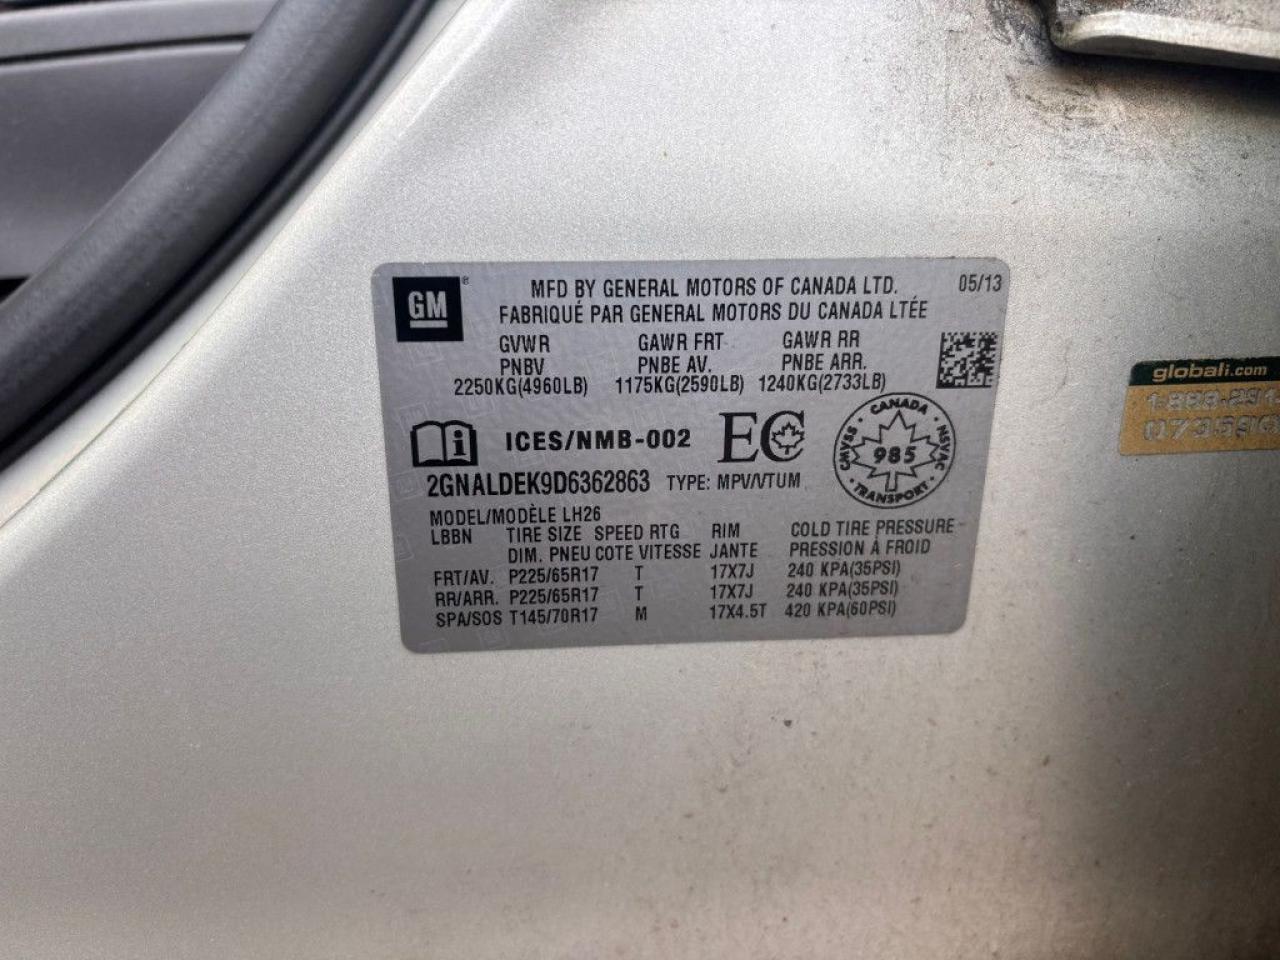 GM®
MFD BY GENERAL MOTORS OF CANADA LTD. 05/13
FABRIQUÉ PAR GENERAL MOTORS DU CANADA LTÉE
GVWR GAWR FRT GAWR RR
PNBV PNBE AV. PNBE ARR.
2250KG(4960LB) 1175KG(2590LB) 1240KG(2733LB)
ICES/NMB-002 EC
CANADA
CMVSS 985 NSVAC
TRANSPORT
2GNALDEK9D6362863 TYPE: MPV/VTUM
MODEL/MODÈLE LH26
LBBN TIRE SIZE SPEED RTG RIM COLD TIRE PRESSURE
DIM. PNEU COTE VITESSE JANTE PRESSION À FROID
FRT/AV. P225/65R17 T 17X7J 240 KPA(35PSI)
RR/ARR. P225/65R17 T 17X7J 240 KPA(35PSI)
SPA/SOS T145/70R17 M 17X4.5T 420 KPA(60PSI)
globali.com